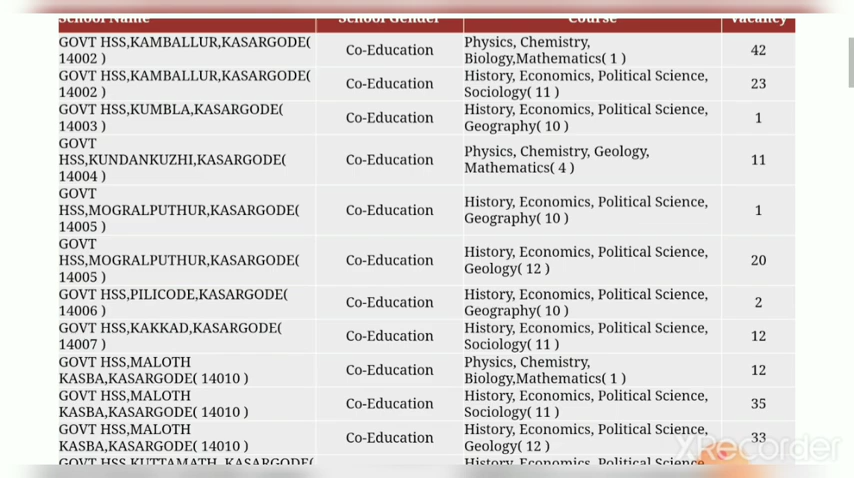 School Name School Gender Course Vacancy
GOVT HSS,KAMBALLUR,KASARGODE(
14002 )
Co-Education
Physics, Chemistry,
Biology,Mathematics( 1 )
42
GOVT HSS,KAMBALLUR,KASARGODE(
14002 )
Co-Education
History, Economics, Political Science,
Sociology( 11 )
23
GOVT HSS,KUMBLA,KASARGODE(
14003 )
Co-Education
History, Economics, Political Science,
Geography( 10 )
1
GOVT
HSS,KUNDANKUZHI,KASARGODE(
14004 )
Co-Education
Physics, Chemistry, Geology,
Mathematics( 4 )
11
GOVT
HSS,MOGRALPUTHUR,KASARGODE(
14005 )
Co-Education
History, Economics, Political Science,
Geography( 10 )
1
GOVT
HSS,MOGRALPUTHUR,KASARGODE(
14005 )
Co-Education
History, Economics, Political Science,
Geology( 12 )
20
GOVT HSS,PILICODE,KASARGODE(
14006 )
Co-Education
History, Economics, Political Science,
Geography( 10 )
2
GOVT HSS,KAKKAD,KASARGODE(
14007 )
Co-Education
History, Economics, Political Science,
Sociology( 11 )
12
GOVT HSS,MALOTH
KASBA,KASARGODE( 14010 )
Co-Education
Physics, Chemistry,
Biology,Mathematics( 1 )
12
GOVT HSS,MALOTH
KASBA,KASARGODE( 14010 )
Co-Education
History, Economics, Political Science,
Sociology( 11 )
35
GOVT HSS,MALOTH
KASBA,KASARGODE( 14010 )
Co-Education
History, Economics, Political Science,
Geology( 12 )
33
GOVT HSS,KUTTAMATH, KASARGODE(
History, Economics, Political Science,
XRecorder